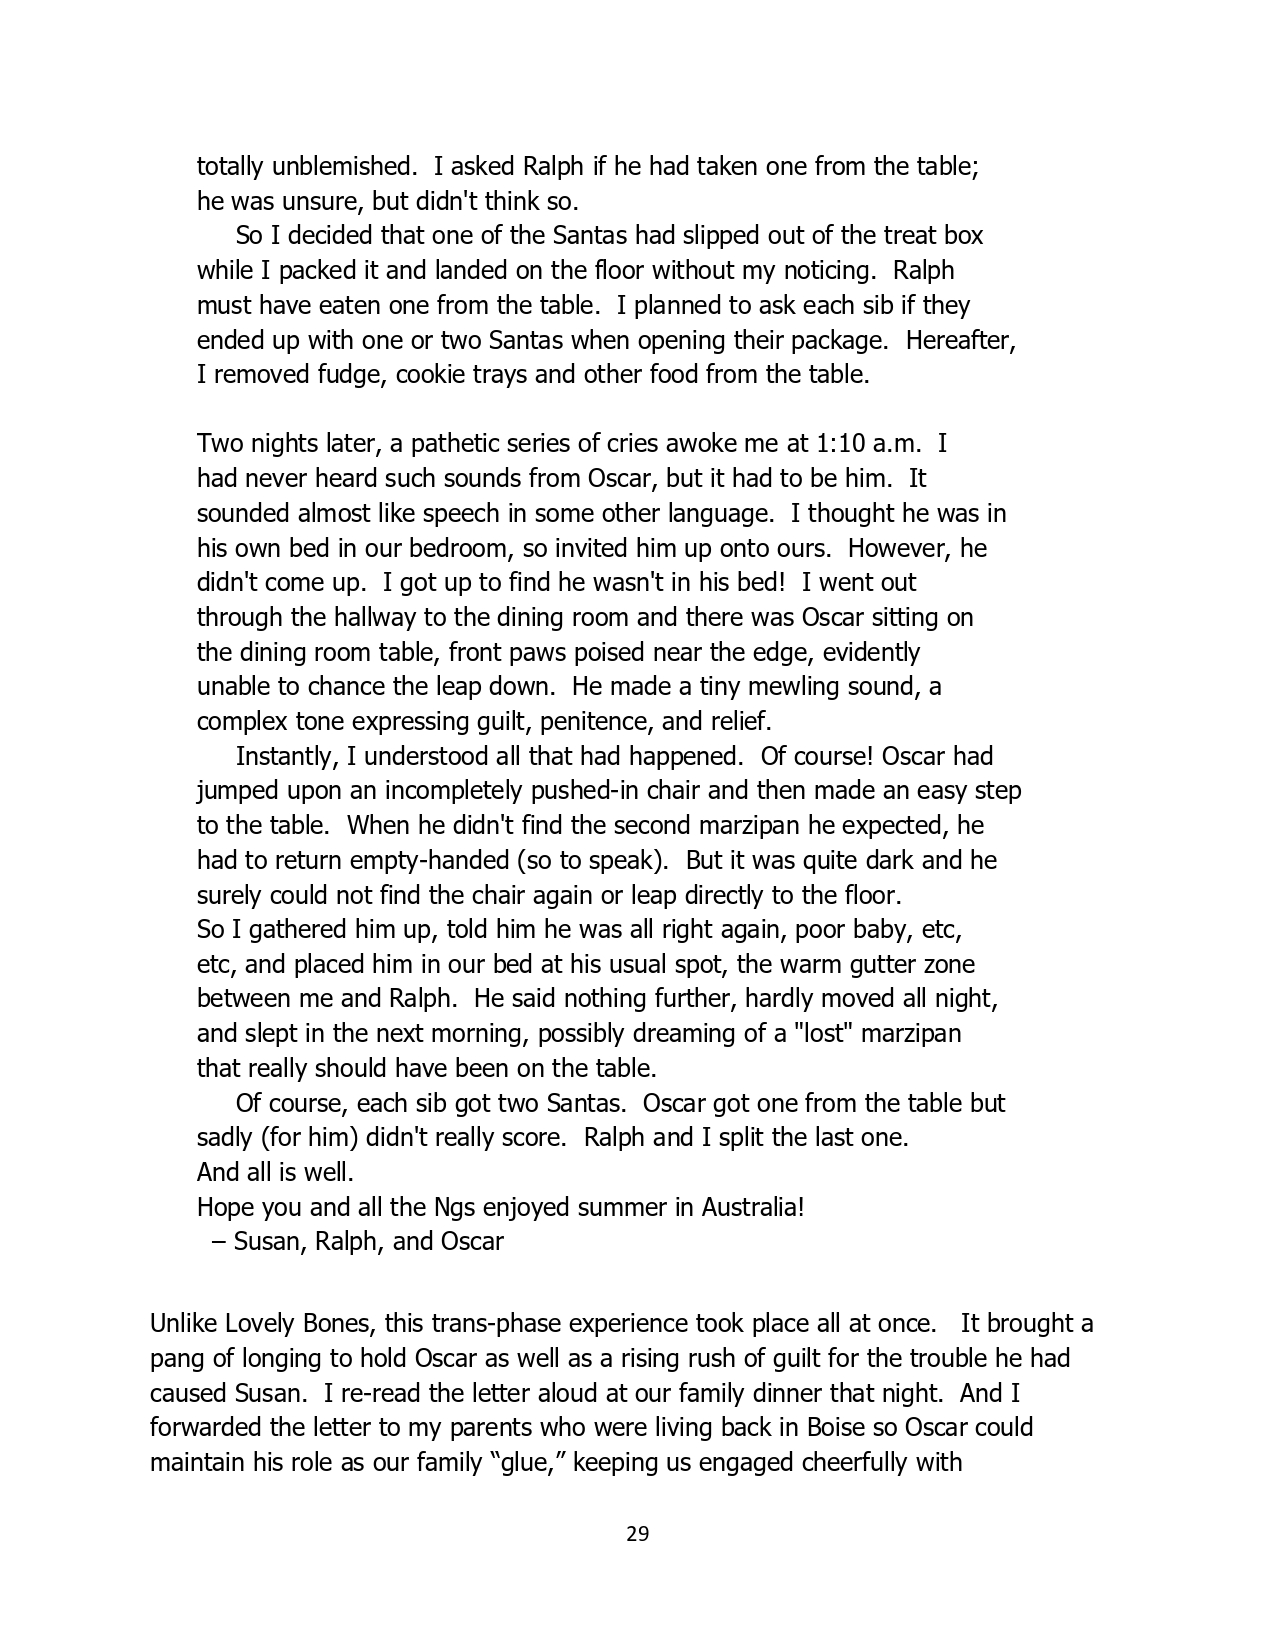 totally unblemished.  I asked Ralph if he had taken one from the table;
he was unsure, but didn't think so.
So I decided that one of the Santas had slipped out of the treat box
while I packed it and landed on the floor without my noticing.  Ralph
must have eaten one from the table.  I planned to ask each sib if they
ended up with one or two Santas when opening their package.  Hereafter,
I removed fudge, cookie trays and other food from the table.

Two nights later, a pathetic series of cries awoke me at 1:10 a.m.  I
had never heard such sounds from Oscar, but it had to be him.  It
sounded almost like speech in some other language.  I thought he was in
his own bed in our bedroom, so invited him up onto ours.  However, he
didn't come up.  I got up to find he wasn't in his bed!  I went out
through the hallway to the dining room and there was Oscar sitting on
the dining room table, front paws poised near the edge, evidently
unable to chance the leap down.  He made a tiny mewling sound, a
complex tone expressing guilt, penitence, and relief.
Instantly, I understood all that had happened.  Of course! Oscar had
jumped upon an incompletely pushed-in chair and then made an easy step
to the table.  When he didn't find the second marzipan he expected, he
had to return empty-handed (so to speak).  But it was quite dark and he
surely could not find the chair again or leap directly to the floor.
So I gathered him up, told him he was all right again, poor baby, etc,
etc, and placed him in our bed at his usual spot, the warm gutter zone
between me and Ralph.  He said nothing further, hardly moved all night,
and slept in the next morning, possibly dreaming of a "lost" marzipan
that really should have been on the table.
Of course, each sib got two Santas.  Oscar got one from the table but
sadly (for him) didn't really score.  Ralph and I split the last one.
And all is well.
Hope you and all the Ngs enjoyed summer in Australia!
– Susan, Ralph, and Oscar

Unlike Lovely Bones, this trans-phase experience took place all at once.   It brought a
pang of longing to hold Oscar as well as a rising rush of guilt for the trouble he had
caused Susan.  I re-read the letter aloud at our family dinner that night.  And I
forwarded the letter to my parents who were living back in Boise so Oscar could
maintain his role as our family “glue,” keeping us engaged cheerfully with

29